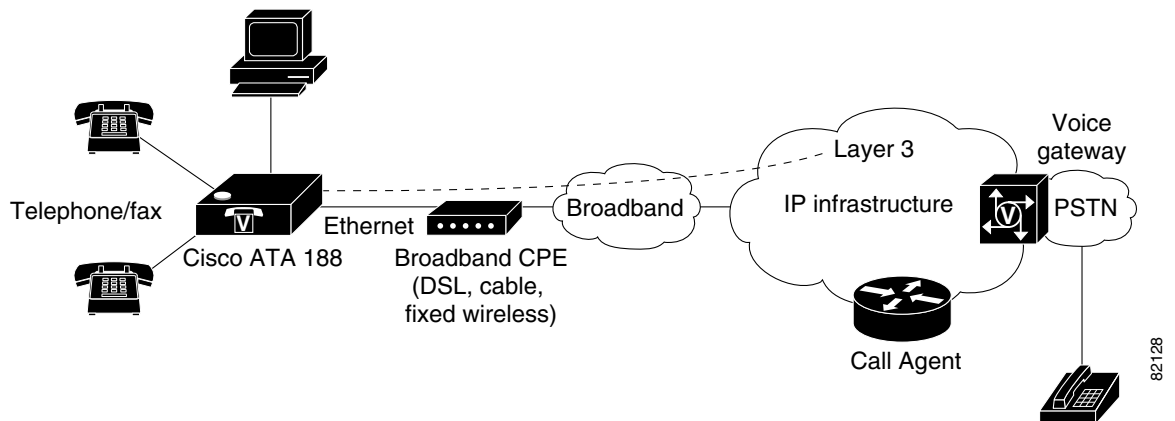 Telephone/fax
V
Cisco ATA 188
Ethernet
Broadband CPE
(DSL, cable,
fixed wireless)
Broadband
Layer 3
IP infrastructure
Call Agent
Voice
gateway
V
PSTN
82128